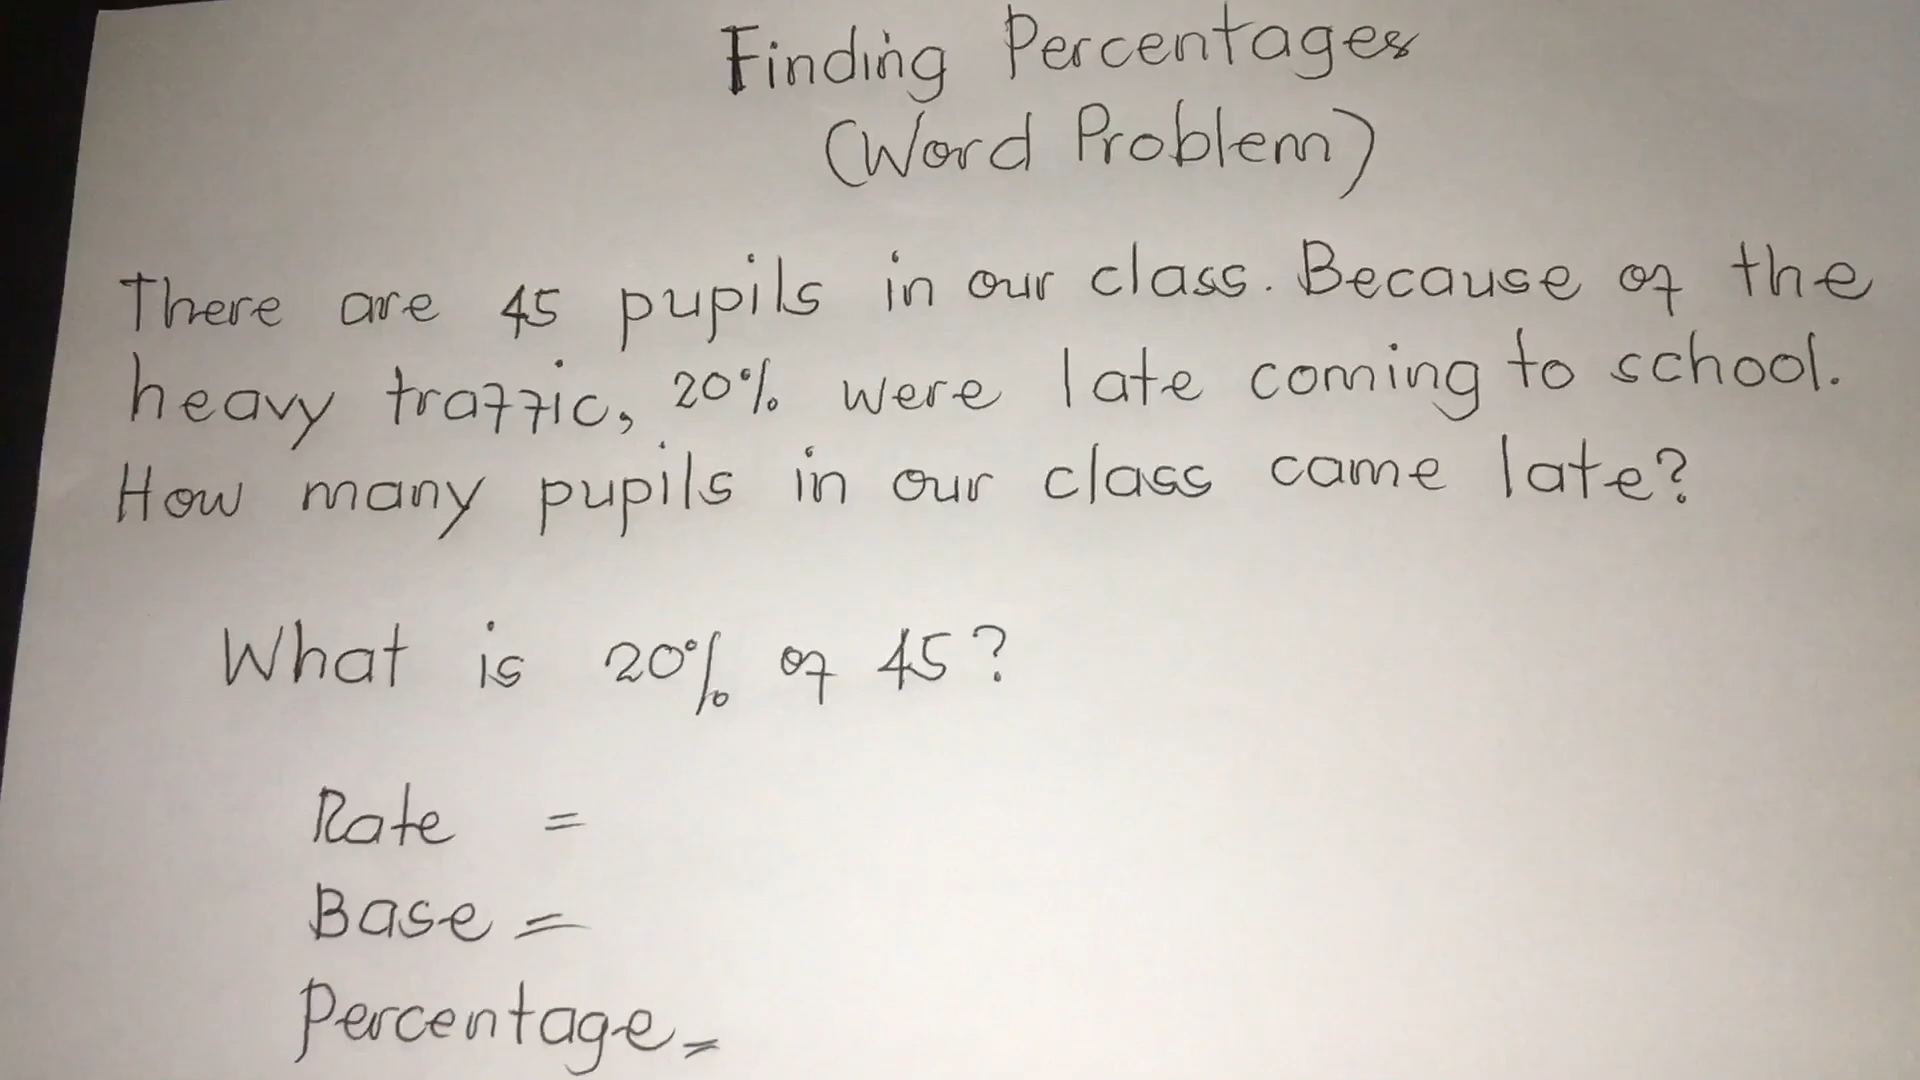 Finding Percentages
(Word Problem)
There are 45 pupils in our class. Because of the
heavy traffic, 20% were late coming to school.
How many pupils in our class came late?
What is 20% of 45?
Rate =
Base =
Percentage =